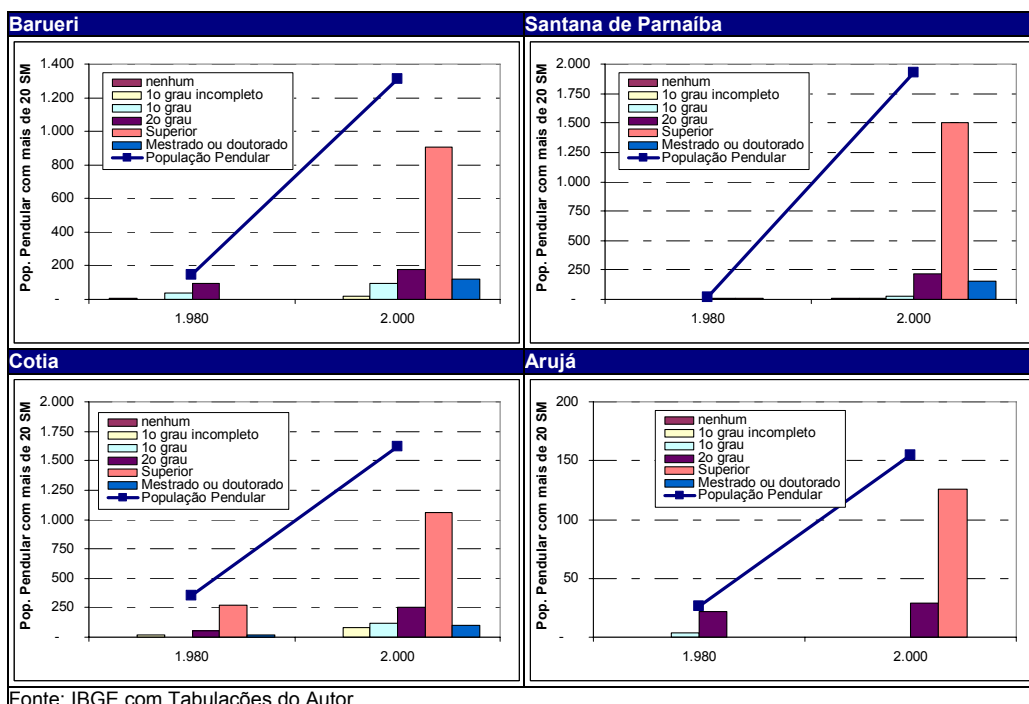 Barueri
Pop. Pendular com mais de 20 SM
1.400
1.200
1.000
800
600
400
200
-
nenhum
1o grau incompleto
1o grau
2o grau
Superior
Mestrado ou doutorado
População Pendular
1.980
2.000
Santana de Parnaíba
Pop. Pendular com mais de 20 SM
2.000
1.750
1.500
1.250
1.000
750
500
250
-
nenhum
1o grau incompleto
1o grau
2o grau
Superior
Mestrado ou doutorado
População Pendular
1.980
2.000
Cotia
Pop. Pendular com mais de 20 SM
2.000
1.750
1.500
1.250
1.000
750
500
250
-
nenhum
1o grau incompleto
1o grau
2o grau
Superior
Mestrado ou doutorado
População Pendular
1.980
2.000
Arujá
Pop. Pendular com mais de 20 SM
200
150
100
50
-
nenhum
1o grau incompleto
1o grau
2o grau
Superior
Mestrado ou doutorado
População Pendular
1.980
2.000
Fonte: IBGE com Tabulações do Autor